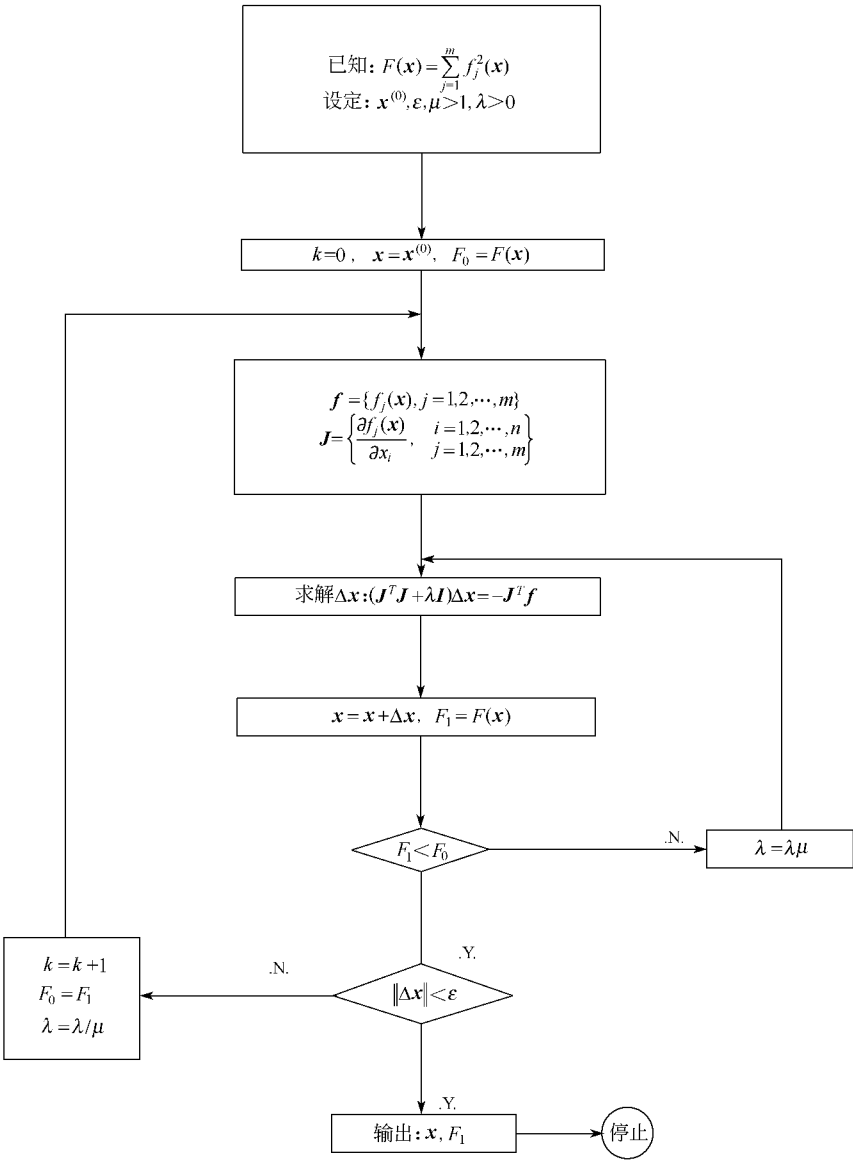 已知: F(x)=∑_{j=1}^{m} f_j^2(x)
设定: x^(0), ε, μ>1, λ>0
k=0, x=x^(0), F_0=F(x)
f={f_j(x), j=1,2,⋯,m}
J={∂f_j(x)/∂x_i, i=1,2,⋯,n
j=1,2,⋯,m}
求解Δx:(J^T J+λI)Δx=−J^T f
x=x+Δx, F_1=F(x)
F_1<F_0
.N.
λ=λμ
.Y.
‖Δx‖<ε
.N.
k=k+1
F_0=F_1
λ=λ/μ
.Y.
输出: x, F_1
停止